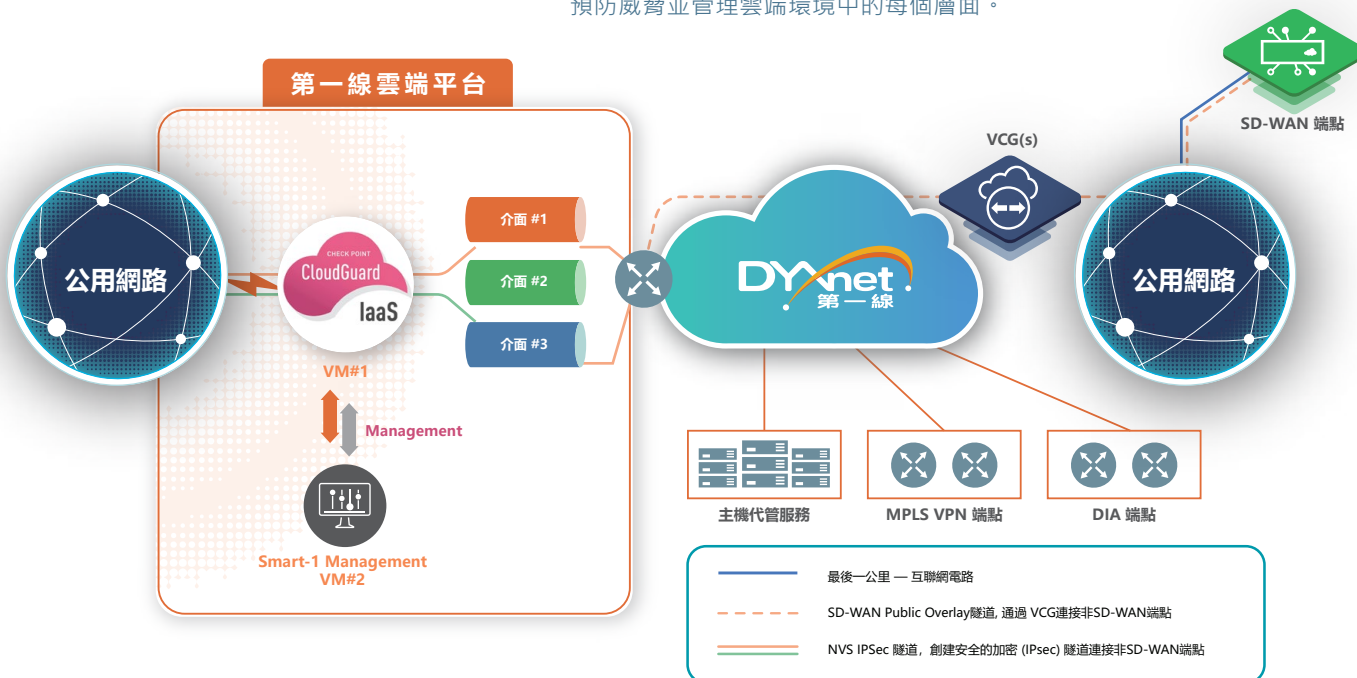 預防威脅並管理雲端環境中的每個層面。
第一線雲端平台
SD-WAN 端點
VCG(s)
公用網路
CHECK POINT
CloudGuard
IaaS
VM#1
介面 #1
介面 #2
介面 #3
DYXnet
第一線
公用網路
Management
Smart-1 Management
VM#2
主機代管服務
MPLS VPN 端點
DIA 端點
最後一公里 — 互聯網電路
SD-WAN Public Overlay隧道, 通過 VCG連接非SD-WAN端點
NVS IPSec 隧道，創建安全的加密 (IPsec) 隧道連接非SD-WAN端點